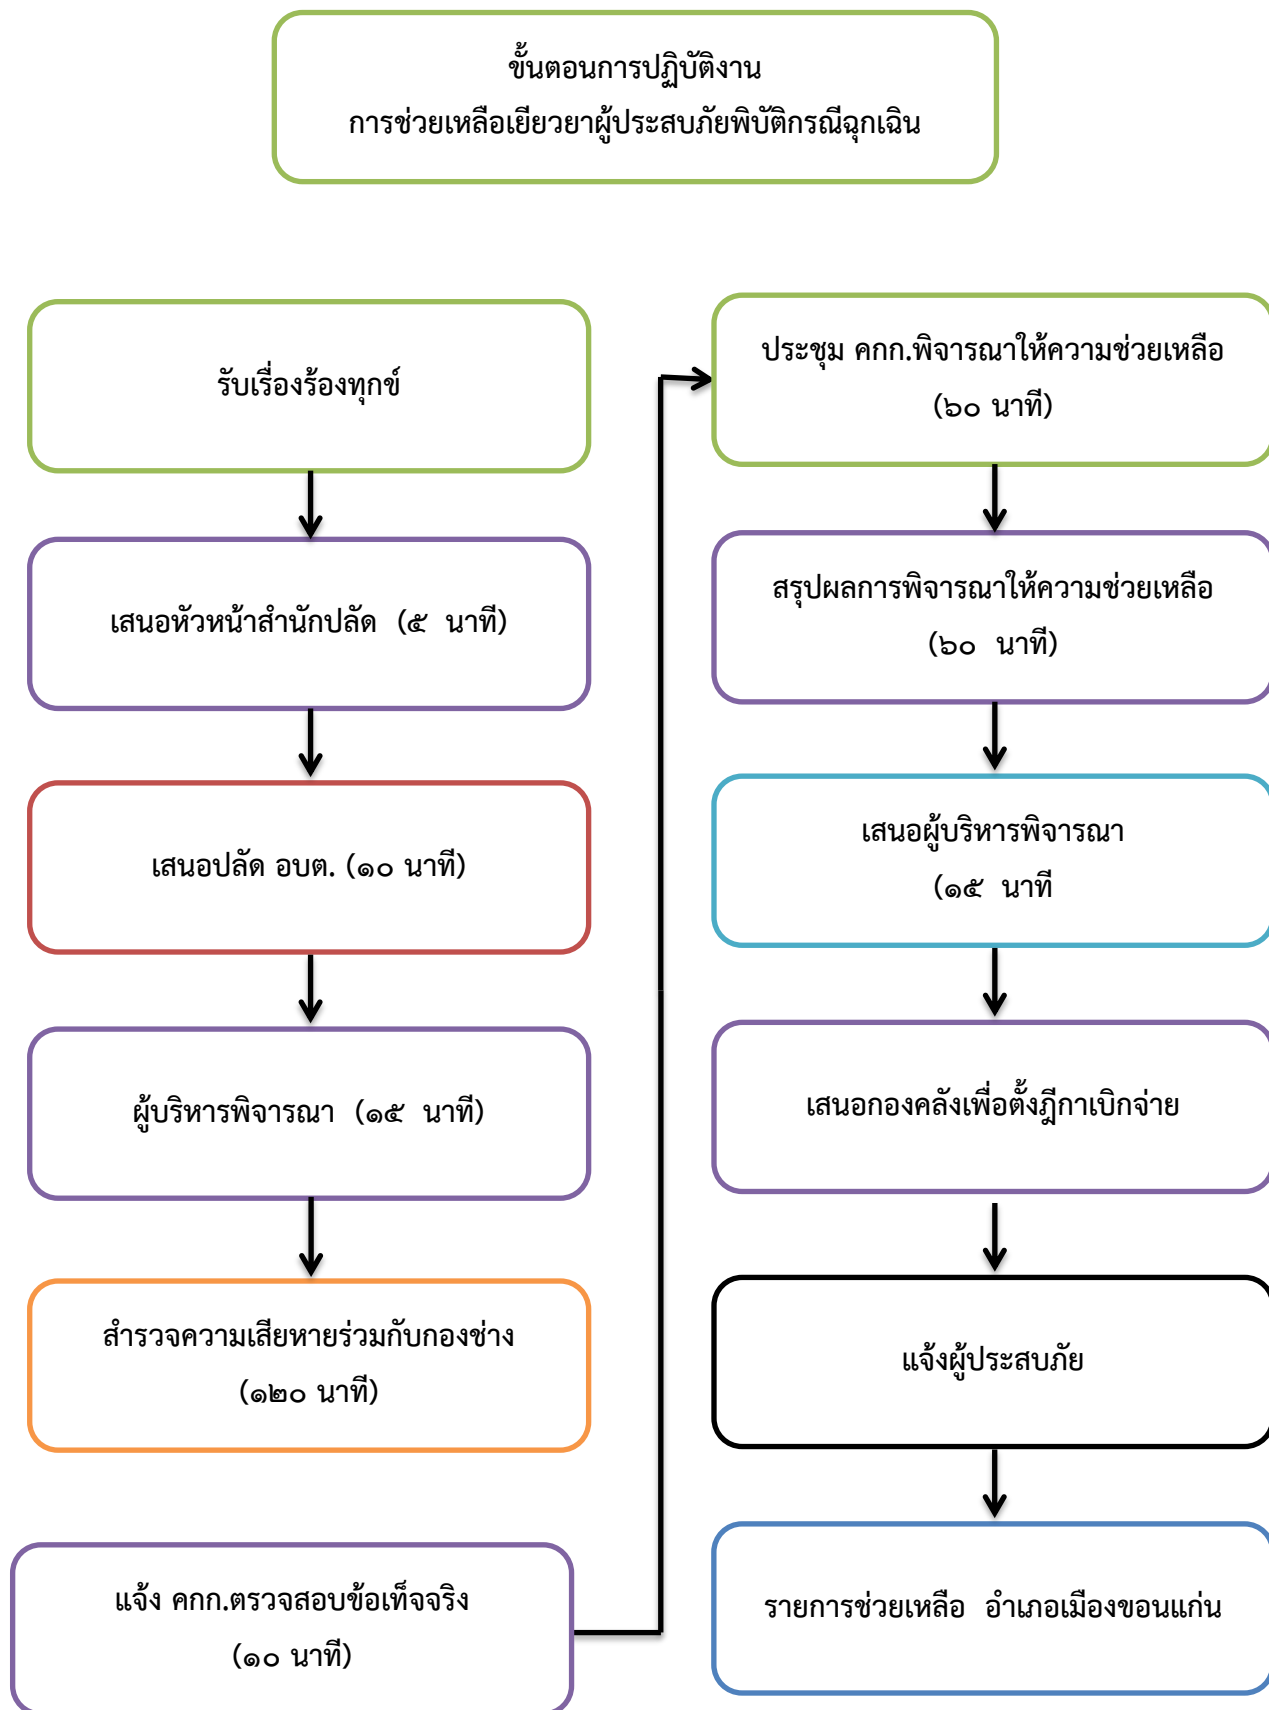 ขั้นตอนการปฏิบัติงาน
การช่วยเหลือเยียวยาผู้ประสบภัยพิบัติกรณีฉุกเฉิน
รับเรื่องร้องทุกข์
เสนอหัวหน้าสำนักปลัด (๕ นาที)
เสนอปลัด อบต. (๑๐ นาที)
ผู้บริหารพิจารณา (๑๕ นาที)
สำรวจความเสียหายร่วมกับกองช่าง
(๑๒๐ นาที)
แจ้ง คกก.ตรวจสอบข้อเท็จจริง
(๑๐ นาที)
ประชุม คกก.พิจารณาให้ความช่วยเหลือ
(๖๐ นาที)
สรุปผลการพิจารณาให้ความช่วยเหลือ
(๖๐ นาที)
เสนอผู้บริหารพิจารณา
(๑๕ นาที
เสนอกองคลังเพื่อตั้งฎีกาเบิกจ่าย
แจ้งผู้ประสบภัย
รายการช่วยเหลือ อำเภอเมืองขอนแก่น